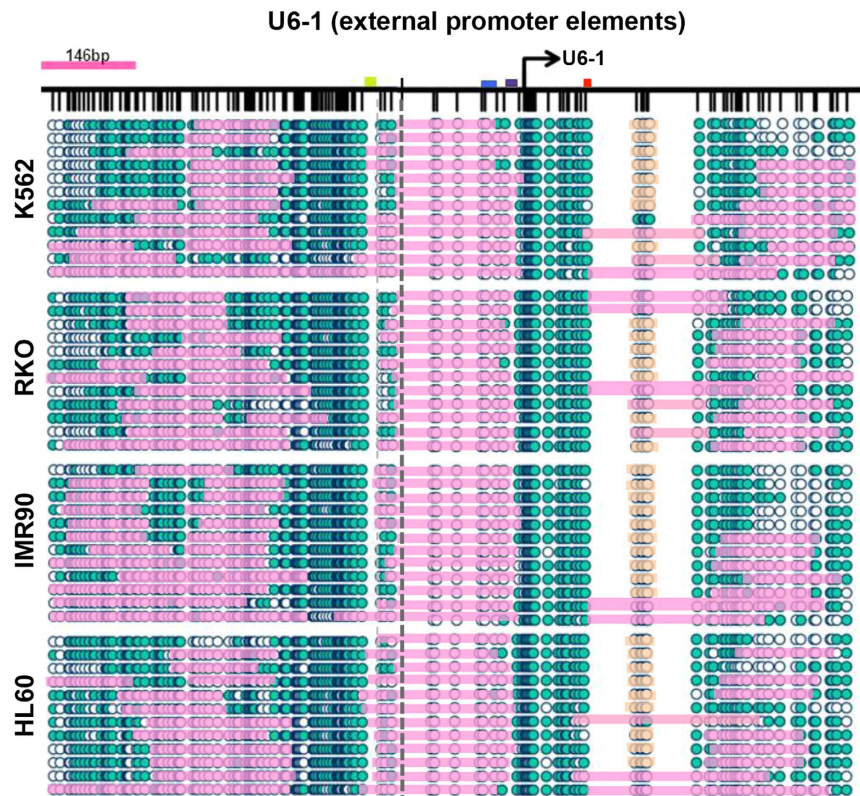 U6-1 (external promoter elements)
146bp
U6-1
K562
RKO
IMR90
HL60